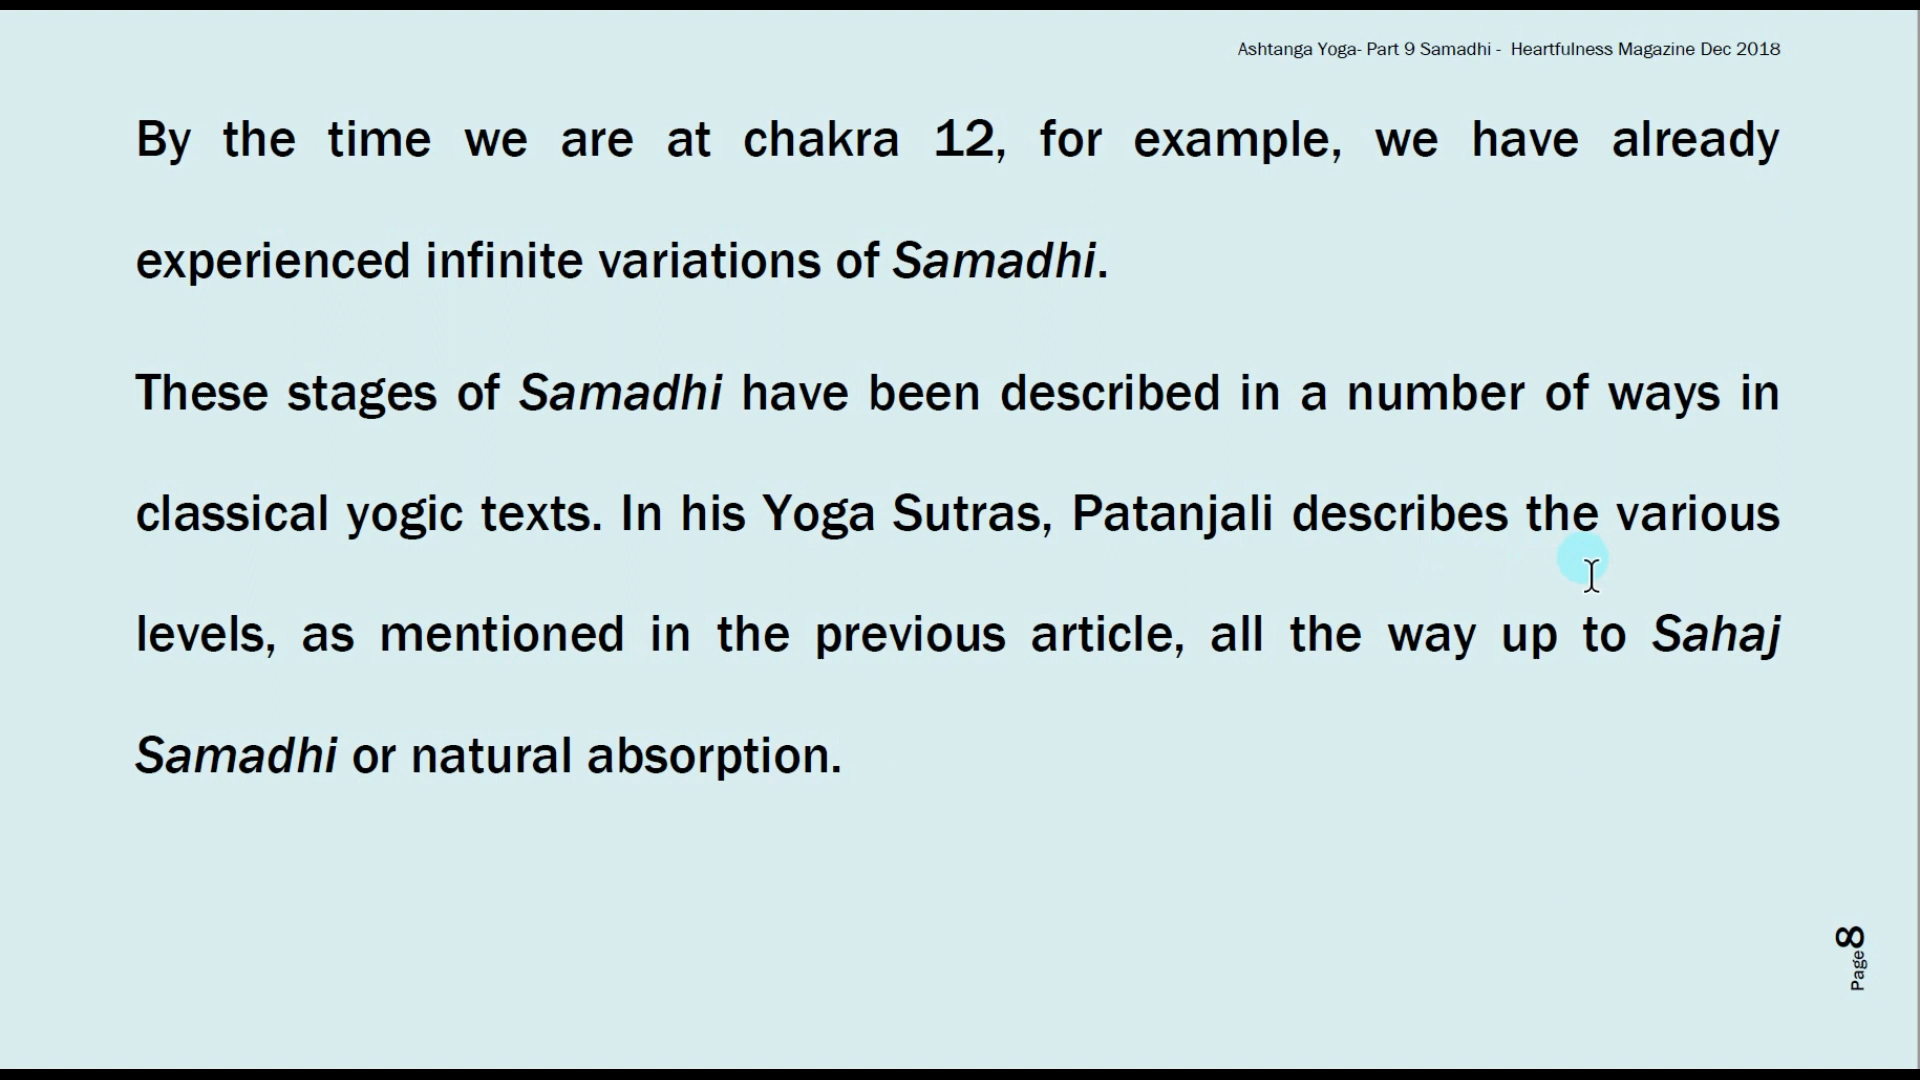 Ashtanga Yoga- Part 9 Samadhi - Heartfulness Magazine Dec 2018
By the time we are at chakra 12, for example, we have already
experienced infinite variations of Samadhi.
These stages of Samadhi have been described in a number of ways in
classical yogic texts. In his Yoga Sutras, Patanjali describes the various
levels, as mentioned in the previous article, all the way up to Sahaj
Samadhi or natural absorption.
Page 8